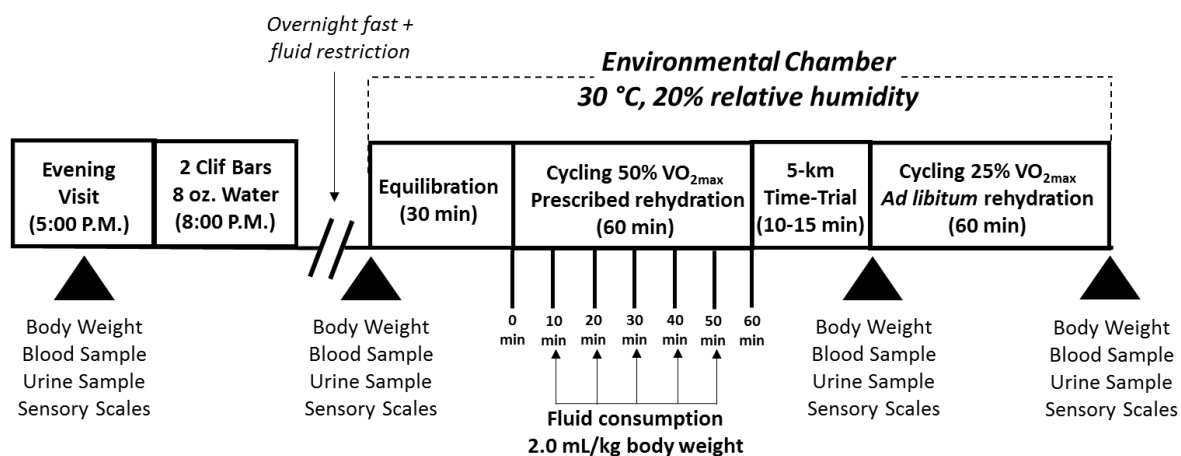 Overnight fast +
fluid restriction
Environmental Chamber
30 °C, 20% relative humidity
Evening
Visit
(5:00 P.M.)
2 Clif Bars
8 oz. Water
(8:00 P.M.)
Equilibration
(30 min)
Cycling 50% VO2max
Prescribed rehydration
(60 min)
5-km
Time-Trial
(10-15 min)
Cycling 25% VO2max
Ad libitum rehydration
(60 min)
0
min
10
min
20
min
30
min
40
min
50
min
60
min
Fluid consumption
2.0 mL/kg body weight
Body Weight
Blood Sample
Urine Sample
Sensory Scales
Body Weight
Blood Sample
Urine Sample
Sensory Scales
Body Weight
Blood Sample
Urine Sample
Sensory Scales
Body Weight
Blood Sample
Urine Sample
Sensory Scales